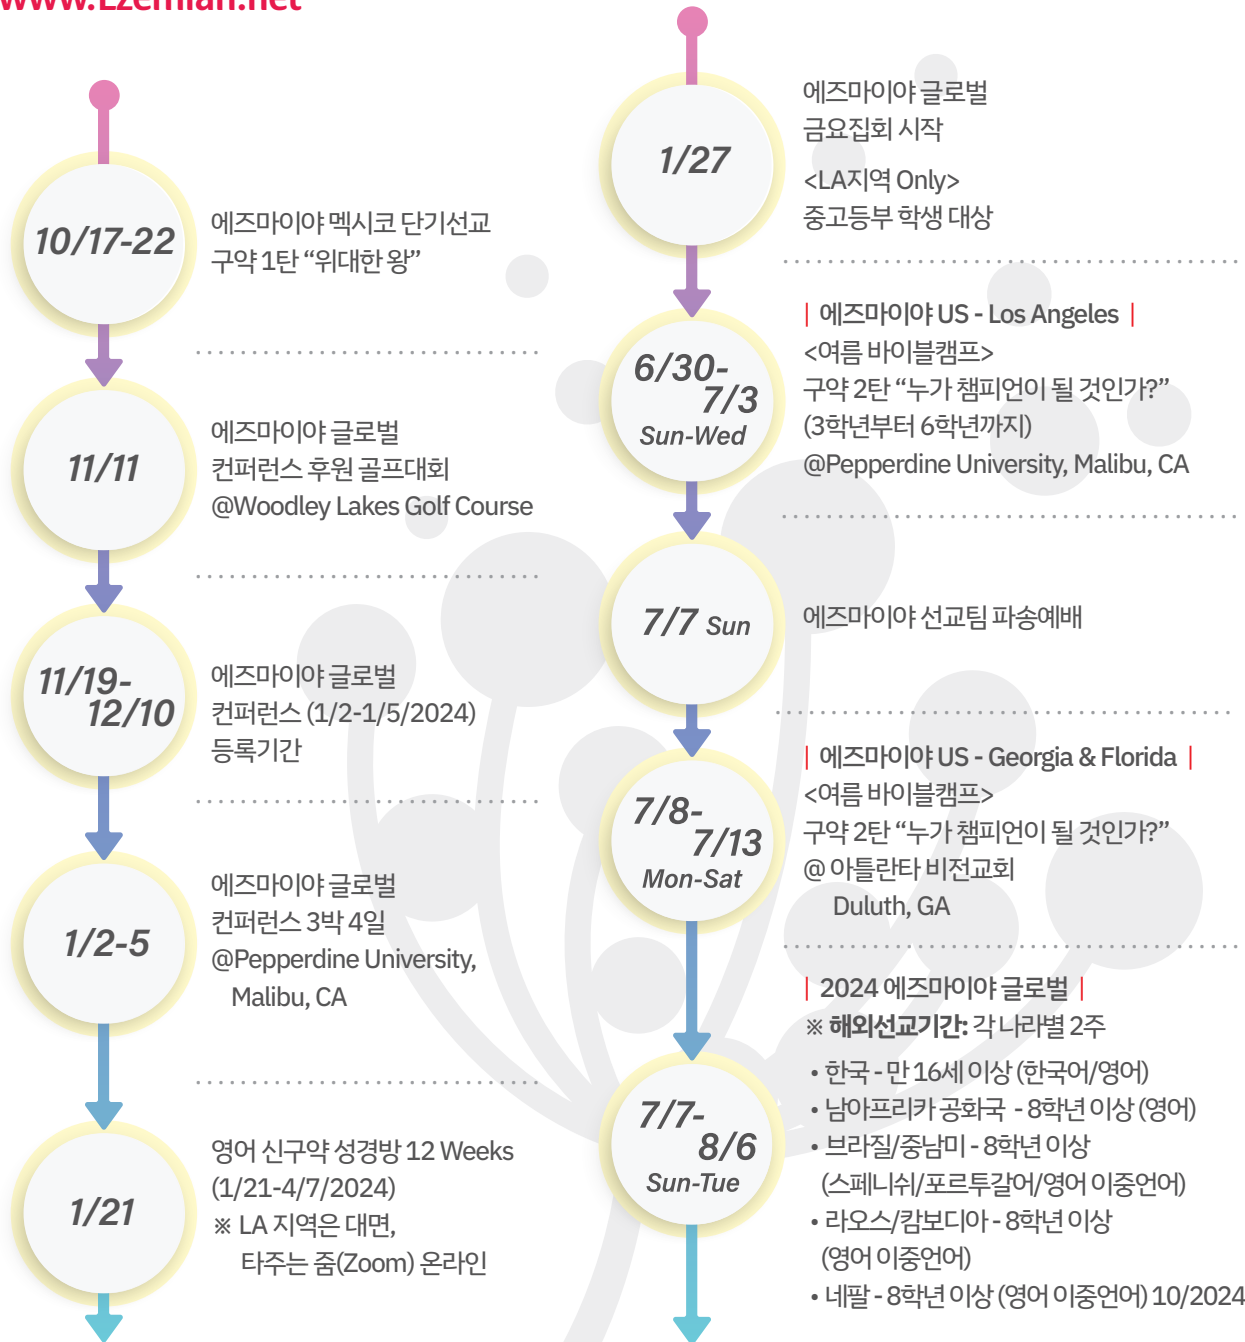 www.Ezemiah.net
10/17-22
에즈마이야 멕시코 단기선교
구약 1탄 “위대한 왕”
11/11
에즈마이야 글로벌
컨퍼런스 후원 골프대회
@Woodley Lakes Golf Course
11/19-
12/10
에즈마이야 글로벌
컨퍼런스 (1/2-1/5/2024)
등록기간
1/2-5
에즈마이야 글로벌
컨퍼런스 3박 4일
@Pepperdine University,
Malibu, CA
1/21
영어 신구약 성경방 12 Weeks
(1/21-4/7/2024)
※ LA 지역은 대면,
타주는 줌(Zoom) 온라인
1/27
에즈마이야 글로벌
금요집회 시작
<LA지역 Only>
중고등부 학생 대상
6/30-
7/3
Sun-Wed
| 에즈마이야 US - Los Angeles |
<여름 바이블캠프>
구약 2탄 “누가 챔피언이 될 것인가?”
(3학년부터 6학년까지)
@Pepperdine University, Malibu, CA
7/7 Sun
에즈마이야 선교팀 파송예배
7/8-
7/13
Mon-Sat
| 에즈마이야 US - Georgia & Florida |
<여름 바이블캠프>
구약 2탄 “누가 챔피언이 될 것인가?”
@ 아틀란타 비전교회
Duluth, GA
7/7-
8/6
Sun-Tue
| 2024 에즈마이야 글로벌 |
※ 해외선교기간: 각 나라별 2주
• 한국 - 만 16세 이상 (한국어/영어)
• 남아프리카 공화국 - 8학년 이상 (영어)
• 브라질/중남미 - 8학년 이상
(스페니쉬/포르투갈어/영어 이중언어)
• 라오스/캄보디아 - 8학년 이상
(영어 이중언어)
• 네팔 - 8학년 이상 (영어 이중언어) 10/2024